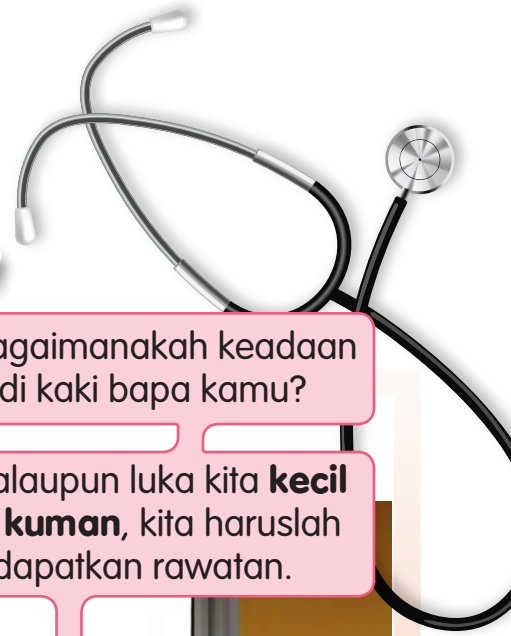 agaimanakah keadaan
di kaki bapa kamu?
alaupun luka kita kecil
kuman, kita haruslah
dapatkan rawatan.